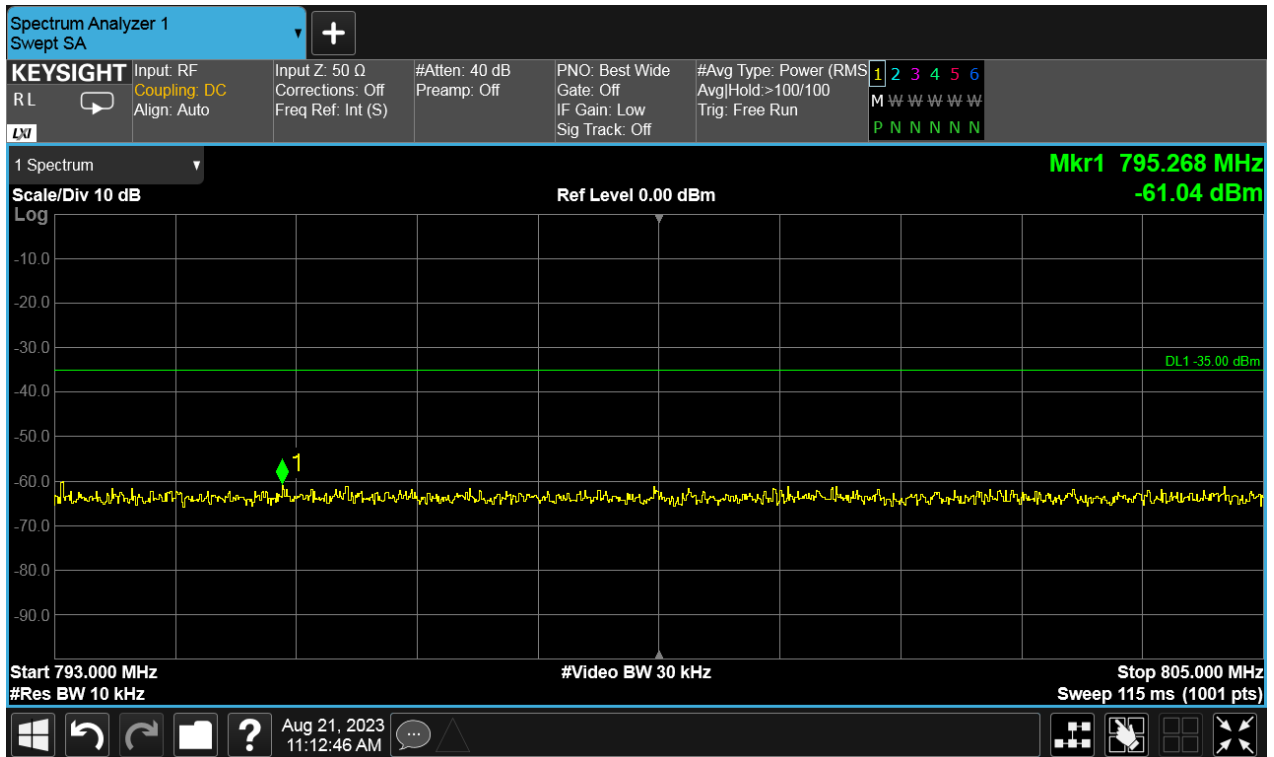 Spectrum Analyzer 1
Swept SA
▼
+
KEYSIGHT
R L
LXI
Input: RF
Coupling: DC
Align: Auto
Input Z: 50 Ω
Corrections: Off
Freq Ref: Int (S)
#Atten: 40 dB
Preamp: Off
PNO: Best Wide
Gate: Off
IF Gain: Low
Sig Track: Off
#Avg Type: Power (RMS
Avg|Hold:>100/100
Trig: Free Run
1 2 3 4 5 6
M W W W W W
P N N N N N
1 Spectrum ▼
Mkr1 795.268 MHz
-61.04 dBm
Scale/Div 10 dB
Ref Level 0.00 dBm
Log
-10.0
-20.0
-30.0
DL1 -35.00 dBm
-40.0
-50.0
1
-60.0
-70.0
-80.0
-90.0
Start 793.000 MHz
#Video BW 30 kHz
Stop 805.000 MHz
#Res BW 10 kHz
Sweep 115 ms (1001 pts)
?
Aug 21, 2023
11:12:46 AM